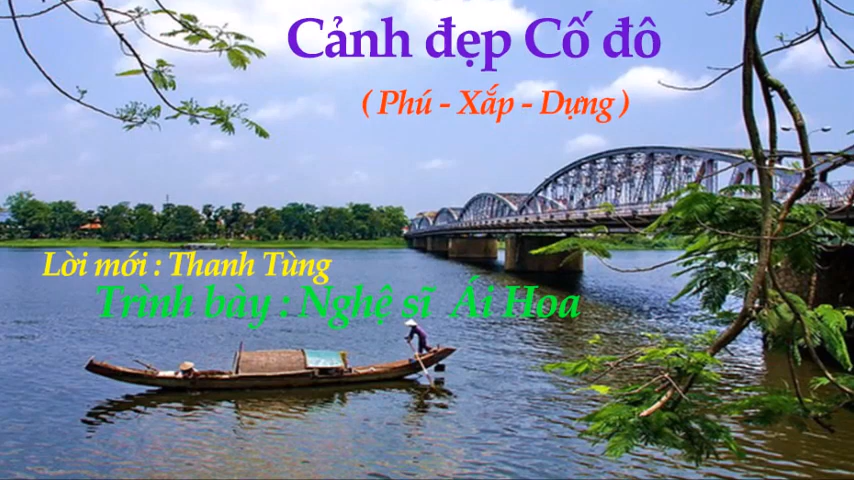 Cảnh đẹp Cố đô
( Phú - Xắp - Dựng )
Lời mới : Thanh Tùng
Trình bày : Nghệ sĩ Ái Hoa